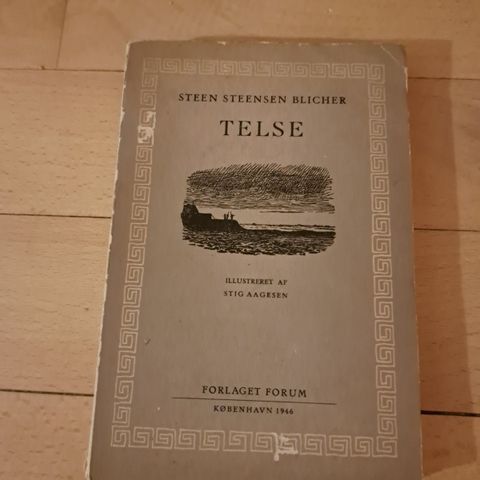 STEEN STEENSEN BLICHER
TELSE
ILLUSTRERET AF
STIG AAGESEN
FORLAGET FORUM
KØBENHAVN 1946